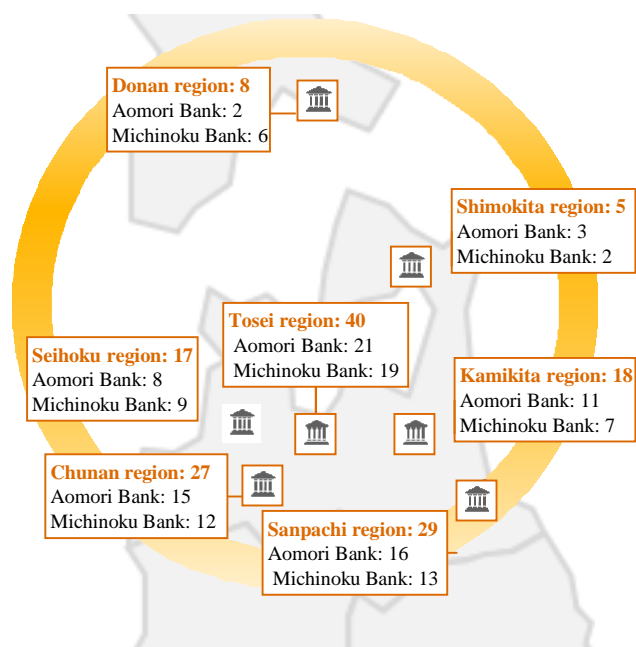 Donan region: 8
Aomori Bank: 2
Michinoku Bank: 6
Shimokita region: 5
Aomori Bank: 3
Michinoku Bank: 2
Tosei region: 40
Aomori Bank: 21
Michinoku Bank: 19
Seihoku region: 17
Aomori Bank: 8
Michinoku Bank: 9
Kamikita region: 18
Aomori Bank: 11
Michinoku Bank: 7
Chunan region: 27
Aomori Bank: 15
Michinoku Bank: 12
Sanpachi region: 29
Aomori Bank: 16
Michinoku Bank: 13